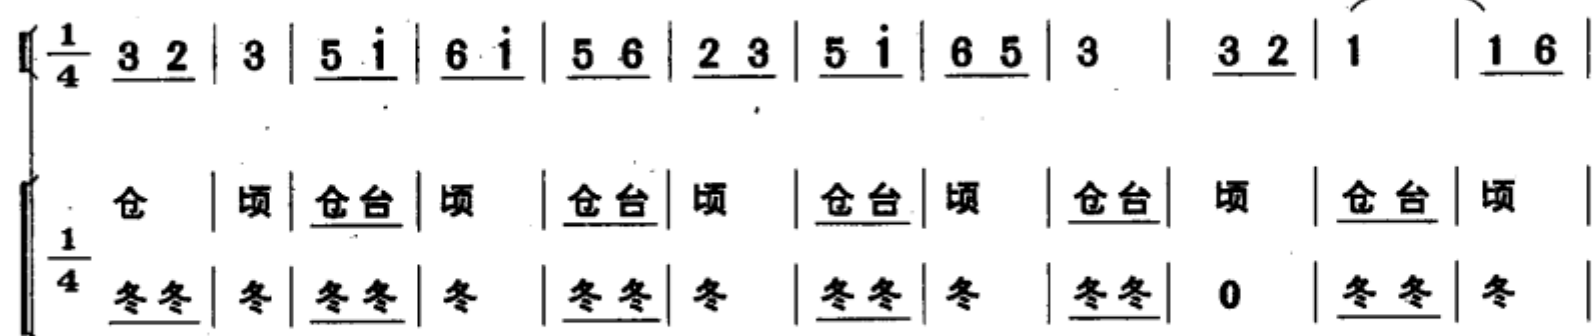 1/4 3 2 | 3 | 5 i̇ | 6 i̇ | 5 6 | 2 3 | 5 i̇ | 6 5 | 3 | 3 2 | 1 | 1 6 |
1/4
仓 | 顷 | 仓台 | 顷 | 仓台 | 顷 | 仓台 | 顷 | 仓台 | 顷 | 仓台 | 顷 |
冬冬 | 冬 | 冬冬 | 冬 | 冬冬 | 冬 | 冬冬 | 冬 | 冬冬 | 0 | 冬冬 | 冬 |